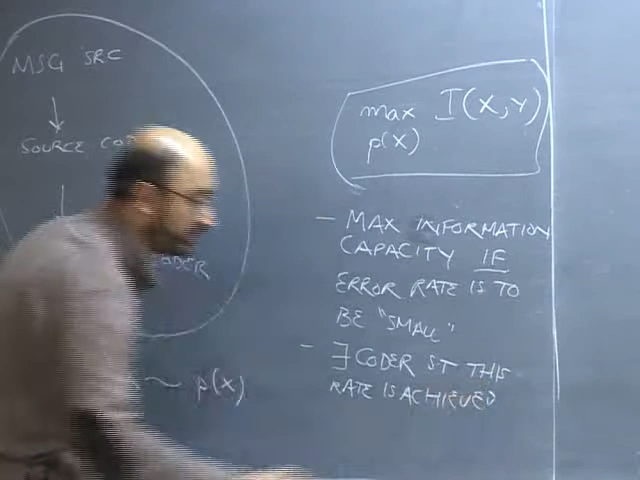 MSG SRC
SOURCE
~ p(x)
max I(X,Y)
p(x)
- MAX INFORMATION
CAPACITY IF
ERROR RATE IS TO
BE "SMALL"
- ∃ CODER ST THIS
RATE IS ACHIEVED